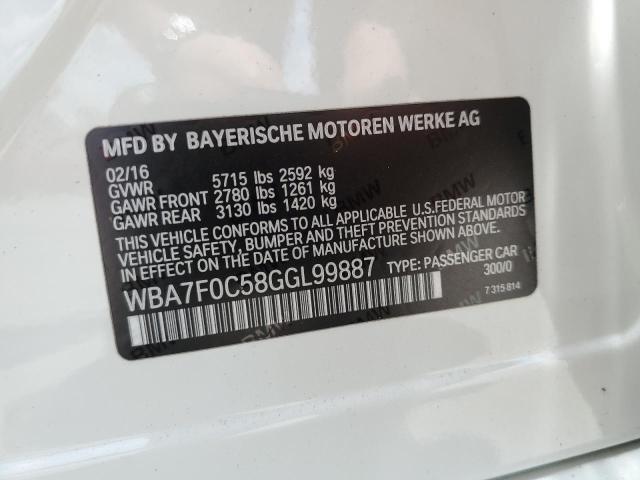 MFD BY BAYERISCHE MOTOREN WERKE AG
02/16
GVWR 5715 lbs 2592 kg
GAWR FRONT 2780 lbs 1261 kg
GAWR REAR 3130 lbs 1420 kg
THIS VEHICLE CONFORMS TO ALL APPLICABLE U.S.FEDERAL MOTOR
VEHICLE SAFETY, BUMPER AND THEFT PREVENTION STANDARDS
IN EFFECT ON THE DATE OF MANUFACTURE SHOWN ABOVE.
WBA7F0C58GGL99887 TYPE: PASSENGER CAR
300/0
7 315 814
BMW
BMW